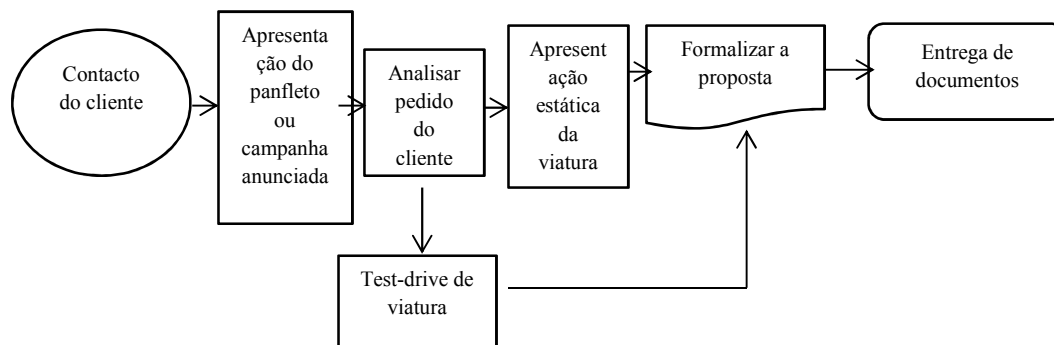 Contacto
do cliente
Apresenta
ção do
panfleto
ou
campanha
anunciada
Analisar
pedido
do
cliente
Apresent
ação
estática
da
viatura
Formalizar a
proposta
Entrega de
documentos
Test-drive de
viatura